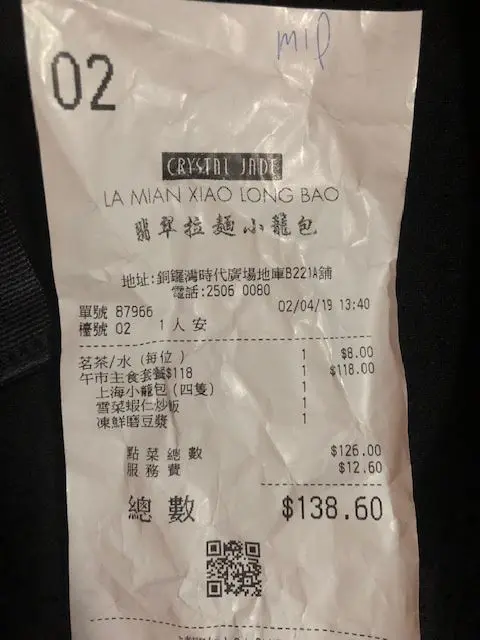 mil
02
CRYSTAL JADE
LA MIAN XIAO LONG BAO
翡翠拉麵小龍包
地址:銅鑼灣時代廣場地庫B221A鋪
電話:2506 0080
單號 87966 02/04/19 13:40
檯號 02 1 人 安
茗茶/水 (每位) 1 $8.00
午市主食套餐$118 1 $118.00
上海小龍包 (四隻) 1
雪菜蝦仁炒飯 1
凍鮮磨豆漿 1
點菜總數 $126.00
服務費 $12.60
總數 $138.60